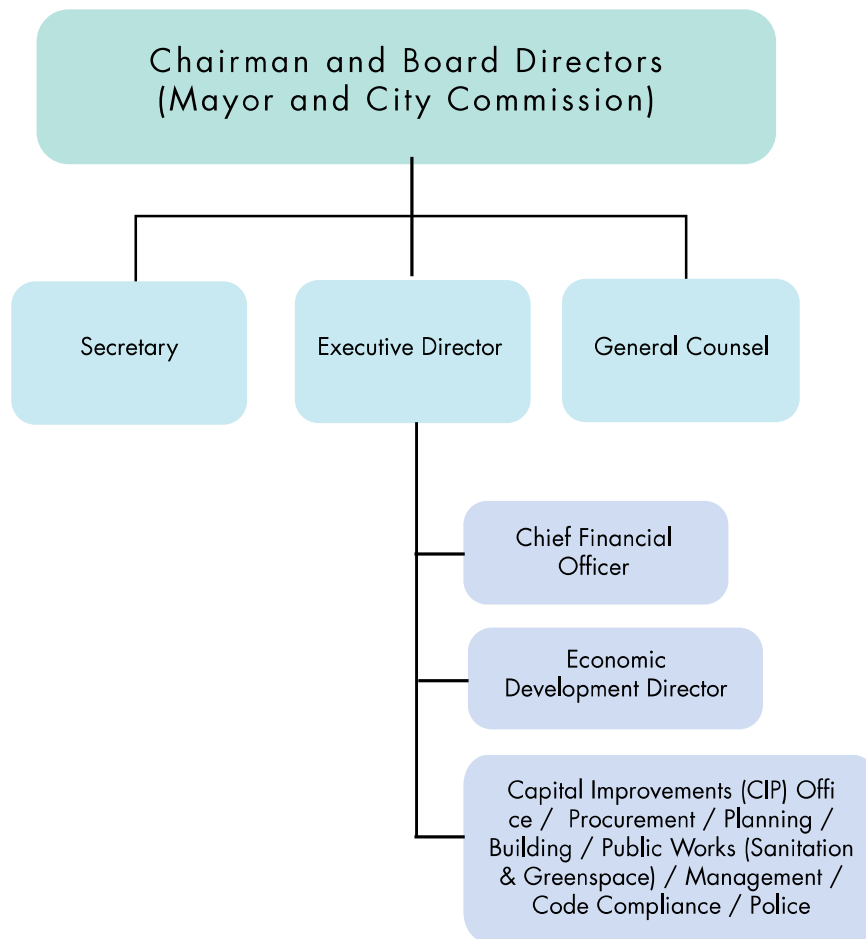 Chairman and Board Directors
(Mayor and City Commission)
Secretary
Executive Director
General Counsel
Chief Financial
Officer
Economic
Development Director
Capital Improvements (CIP) Offi
ce / Procurement / Planning /
Building / Public Works (Sanitation
& Greenspace) / Management /
Code Compliance / Police